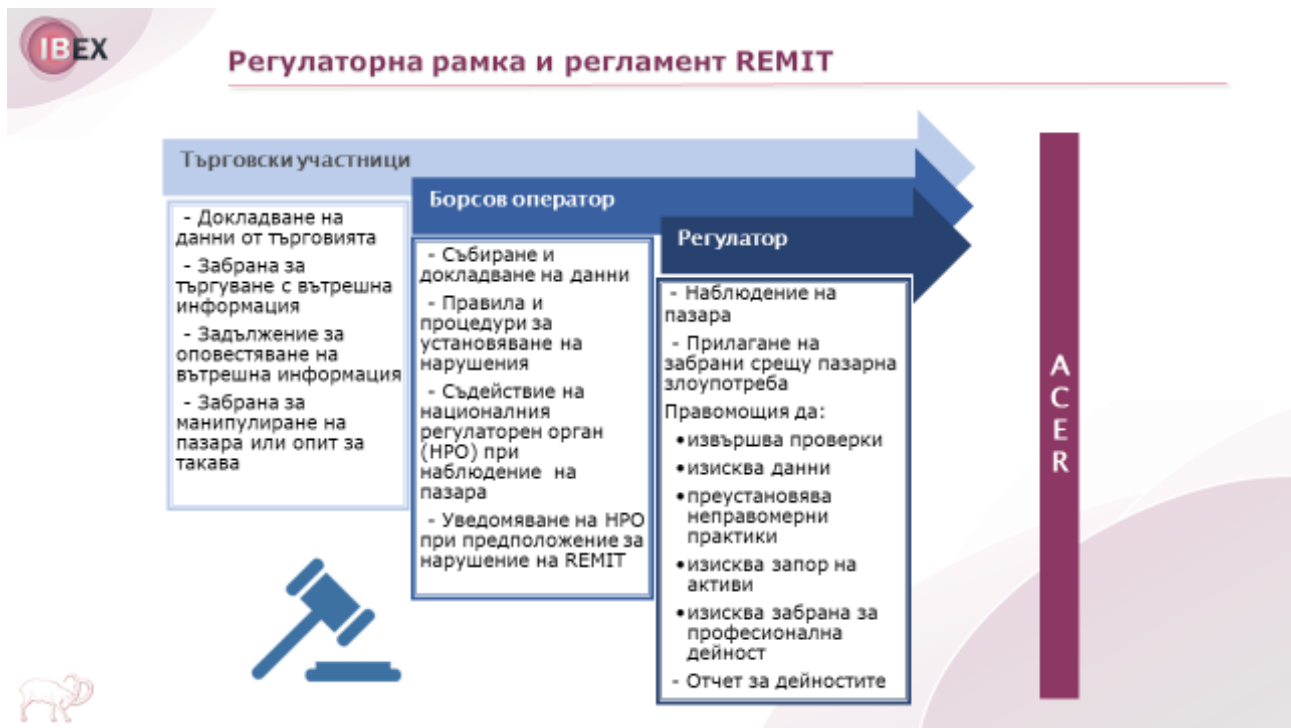 IBEX
Регулаторна рамка и регламент REMIT
Търговски участници
- Докладване на
данни от търговията
- Забрана за
търгуване с вътрешна
информация
- Задължение за
оповестяване на
вътрешна информация
- Забрана за
манипулиране на
пазара или опит за
такава
Борсов оператор
- Събиране и
докладване на данни
- Правила и
процедури за
установяване на
нарушения
- Съдействие на
националния
регулаторен орган
(НРО) при
наблюдение на
пазара
- Уведомяване на НРО
при предположение за
нарушение на REMIT
Регулатор
- Наблюдение на
пазара
- Прилагане на
забрани срещу пазарна
злоупотреба
Правомощия да:
•извършва проверки
•изисква данни
•преустановява
неправомерни
практики
•изисква запор на
активи
•изисква забрана за
професионална
дейност
- Отчет за дейностите
ACER